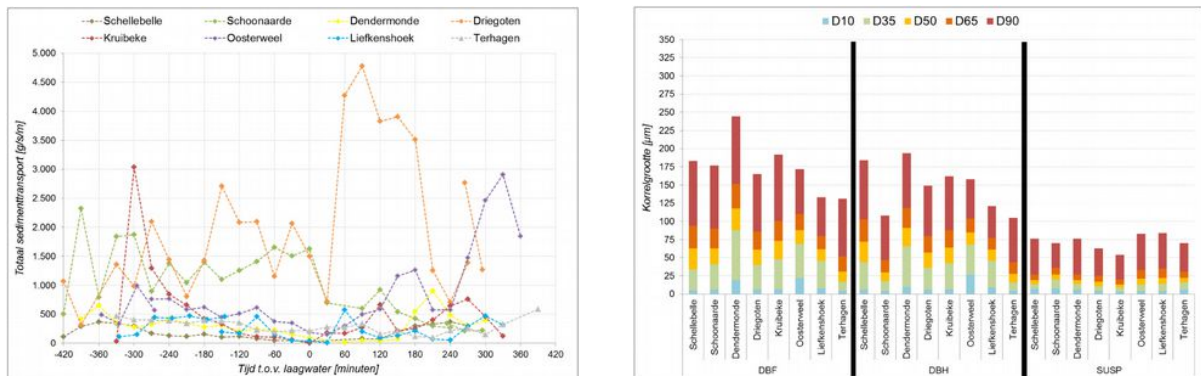 Schellebelle Schoonaarde Dendermonde Driegoten
Kruibeke Oosterweel Liefkenshoek Terhagen
Totaal sedimenttransport [g/s/m]
5.000
4.500
4.000
3.500
3.000
2.500
2.000
1.500
1.000
500
0
-420 -360 -300 -240 -180 -120 -60 0 60 120 180 240 300 360 420
Tijd t.o.v. laagwater [minuten]
D10 D35 D50 D65 D90
Korrelgrootte [µm]
350
325
300
275
250
225
200
175
150
125
100
75
50
25
0
Schellebelle
Schoonaarde
Dendermonde
Driegoten
Kruibeke
Oosterweel
Liefkenshoek
Terhagen
Schellebelle
Schoonaarde
Dendermonde
Driegoten
Kruibeke
Oosterweel
Liefkenshoek
Terhagen
Schellebelle
Schoonaarde
Dendermonde
Driegoten
Kruibeke
Oosterweel
Liefkenshoek
Terhagen
DBF DBH SUSP